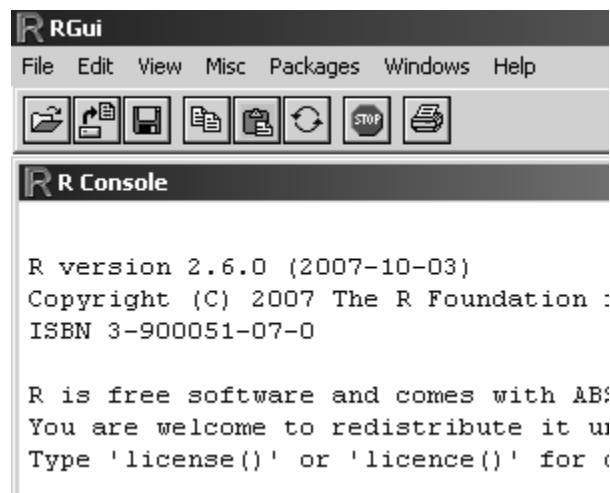 R RGui
File Edit View Misc Packages Windows Help
STOP
R R Console
R version 2.6.0 (2007-10-03)
Copyright (C) 2007 The R Foundation
ISBN 3-900051-07-0
R is free software and comes with ABS
You are welcome to redistribute it un
Type 'license()' or 'licence()' for